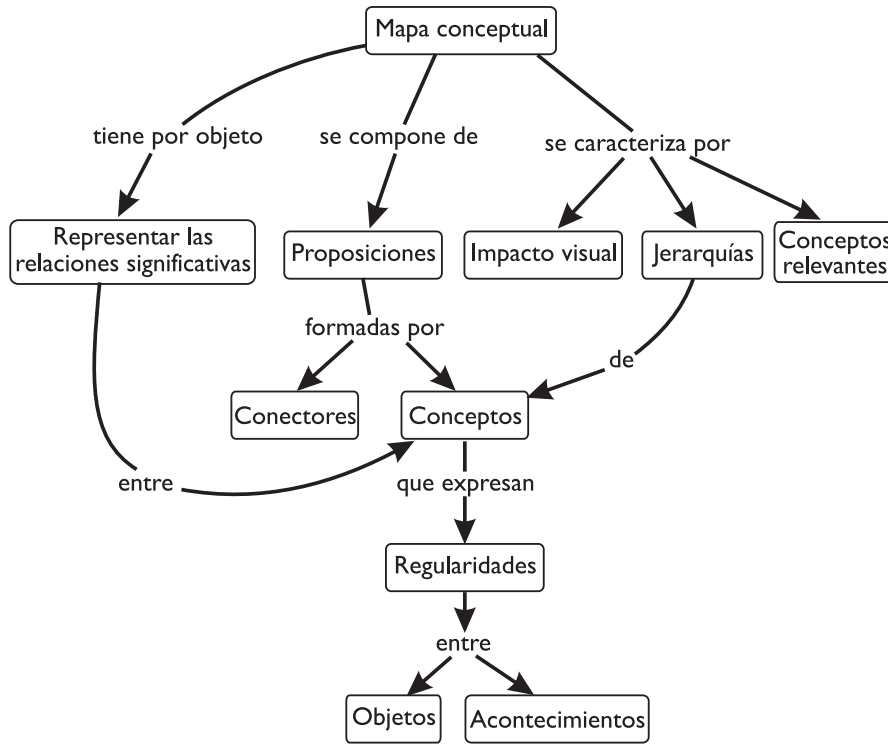 Mapa conceptual
tiene por objeto
se compone de
se caracteriza por
Representar las
relaciones significativas
Proposiciones
Impacto visual
Jerarquías
Conceptos
relevantes
formadas por
de
Conectores
Conceptos
entre
que expresan
Regularidades
entre
Objetos
Acontecimientos